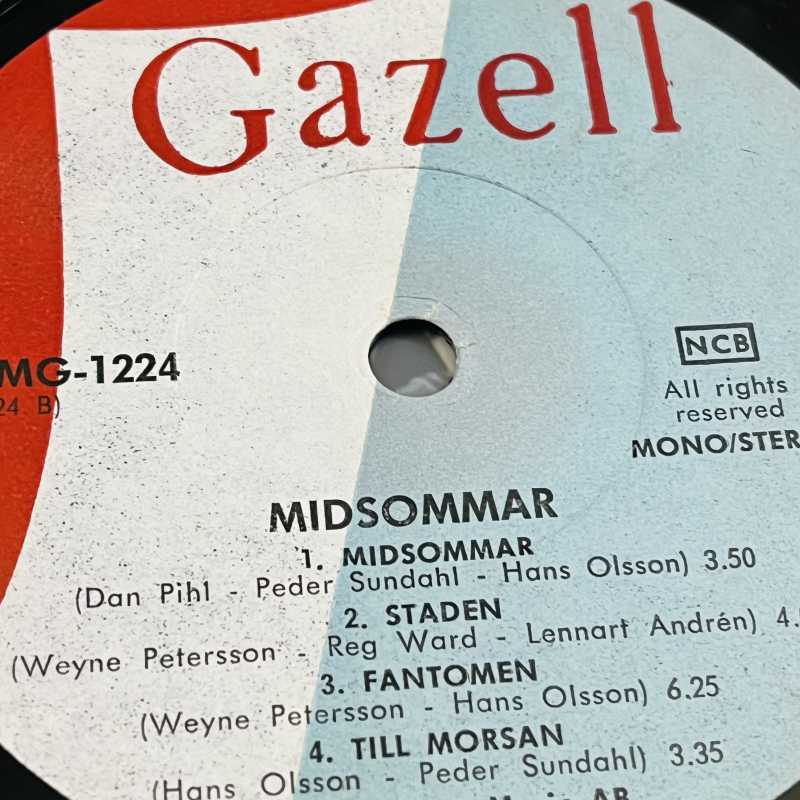 Gazell
MG-1224
24 B)
NCB
All rights
reserved
MONO/STER
MIDSOMMAR
1. MIDSOMMAR
(Dan Pihl - Peder Sundahl - Hans Olsson) 3.50
2. STADEN
(Weyne Petersson - Reg Ward - Lennart Andrén) 4.
3. FANTOMEN
(Weyne Petersson - Hans Olsson) 6.25
4. TILL MORSAN
(Hans Olsson - Peder Sundahl) 3.35
AB